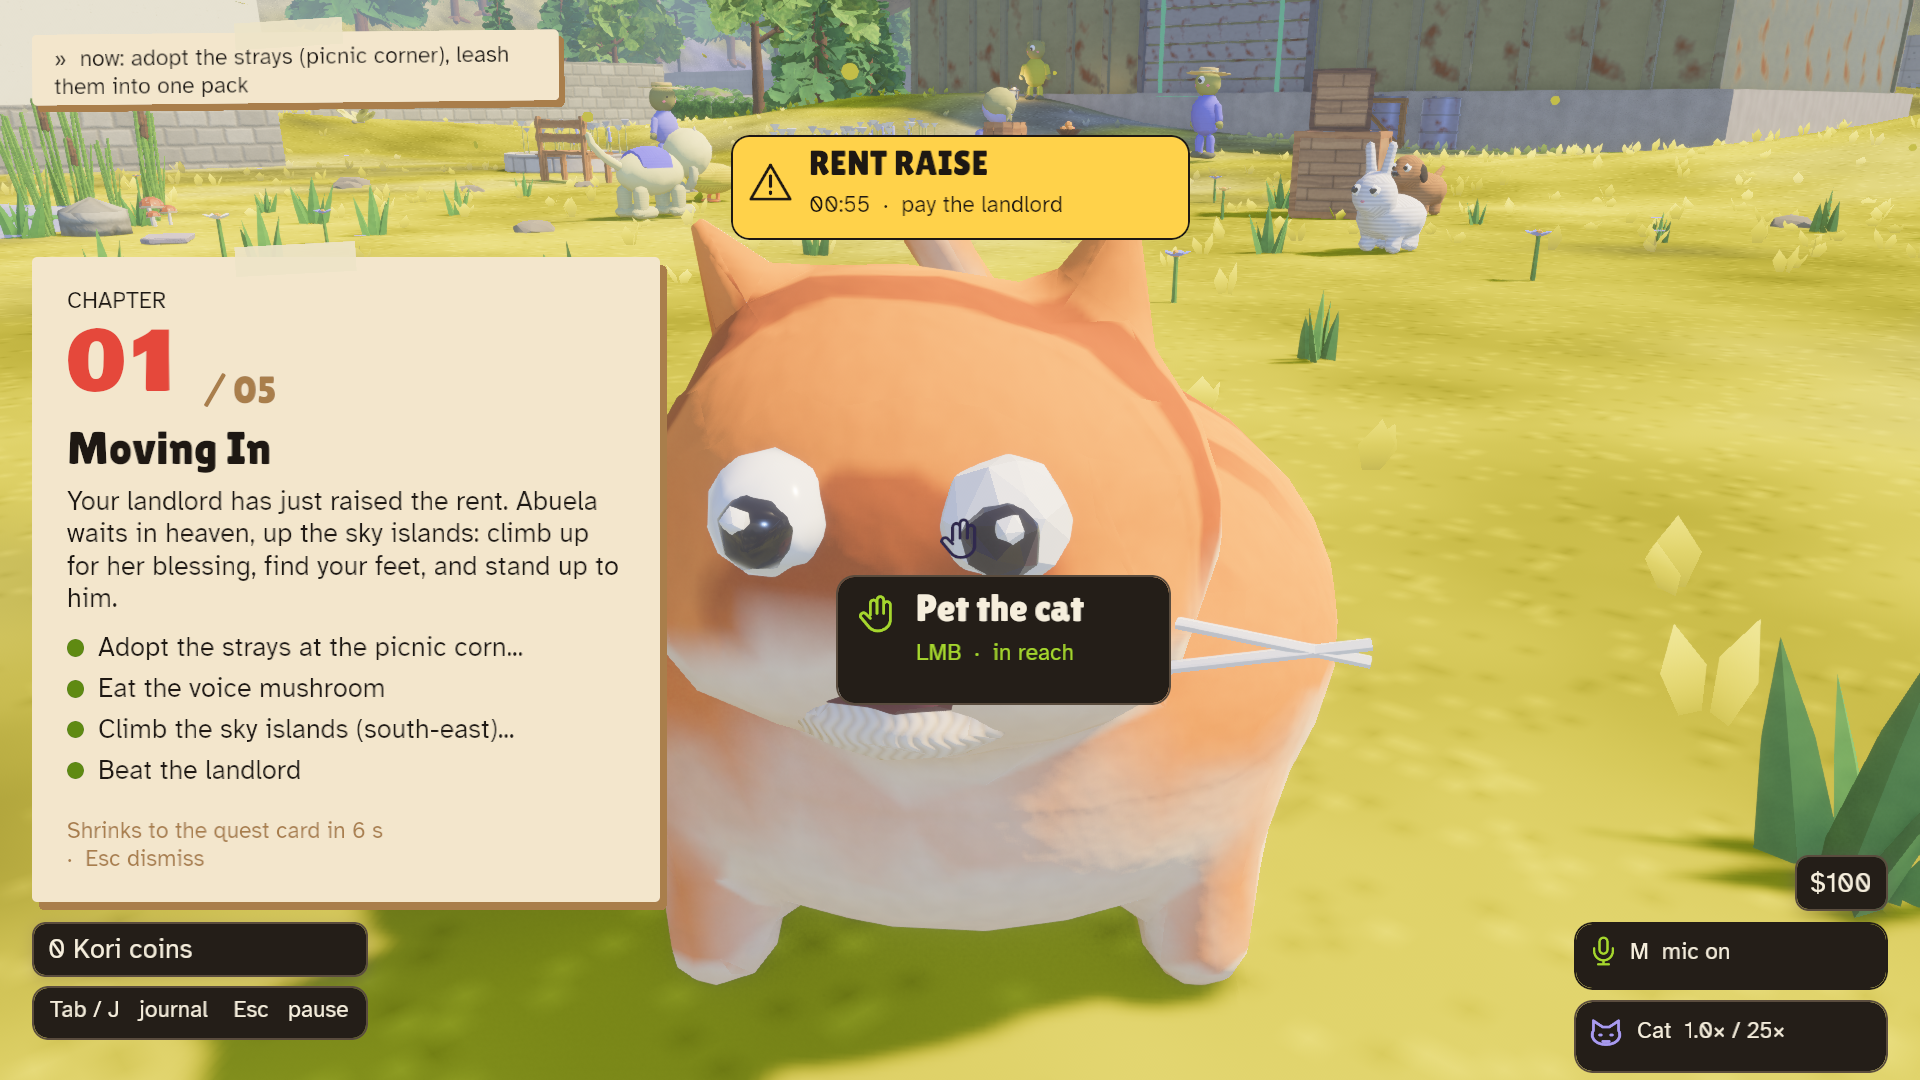 » now: adopt the strays (picnic corner), leash
them into one pack
RENT RAISE
00:55 · pay the landlord
CHAPTER
01 / 05
Moving In
Your landlord has just raised the rent. Abuela
waits in heaven, up the sky islands: climb up
for her blessing, find your feet, and stand up to
him.
Adopt the strays at the picnic corn...
Eat the voice mushroom
Climb the sky islands (south-east)...
Beat the landlord
Shrinks to the quest card in 6 s
· Esc dismiss
Pet the cat
LMB · in reach
0 Kori coins
Tab / J journal Esc pause
$100
M mic on
Cat 1.0× / 25×